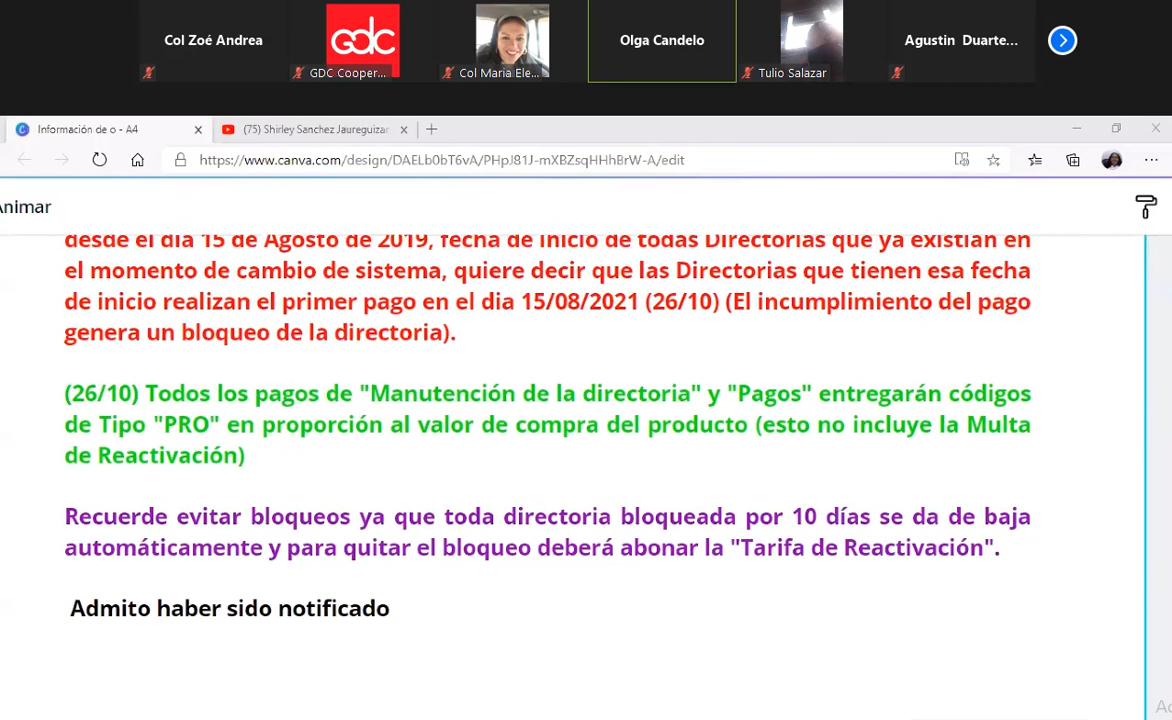 Col Zoé Andrea
gdc
GDC Cooper...
Col Maria Ele...
Olga Candelo
Tulio Salazar
Agustin Duarte...
Información de o - A4
(75) Shirley Sanchez Jaureguizar
https://www.canva.com/design/DAELb0bT6vA/PHpJ81J-mXBZsqHHhBrW-A/edit
Animar
desde el día 15 de Agosto de 2019, fecha de inicio de todas Directorias que ya existían en
el momento de cambio de sistema, quiere decir que las Directorias que tienen esa fecha
de inicio realizan el primer pago en el dia 15/08/2021 (26/10) (El incumplimiento del pago
genera un bloqueo de la directoria).
(26/10) Todos los pagos de "Manutención de la directoria" y "Pagos" entregarán códigos
de Tipo "PRO" en proporción al valor de compra del producto (esto no incluye la Multa
de Reactivación)
Recuerde evitar bloqueos ya que toda directoria bloqueada por 10 días se da de baja
automáticamente y para quitar el bloqueo deberá abonar la "Tarifa de Reactivación".
Admito haber sido notificado